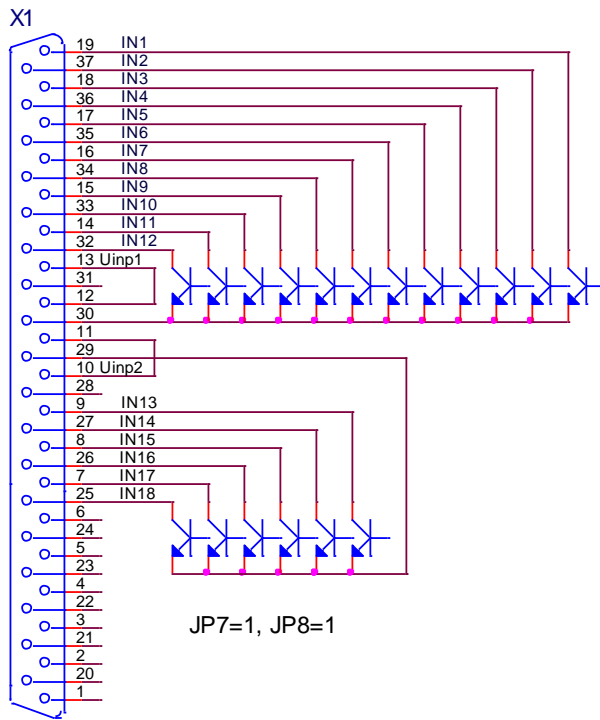 X1
19 IN1
37 IN2
18 IN3
36 IN4
17 IN5
35 IN6
16 IN7
34 IN8
15 IN9
33 IN10
14 IN11
32 IN12
13 Uinp1
31
12
30
11
29
10 Uinp2
28
9 IN13
27 IN14
8 IN15
26 IN16
7 IN17
25 IN18
6
24
5
23
4
22
3
21
2
20
1
JP7=1, JP8=1